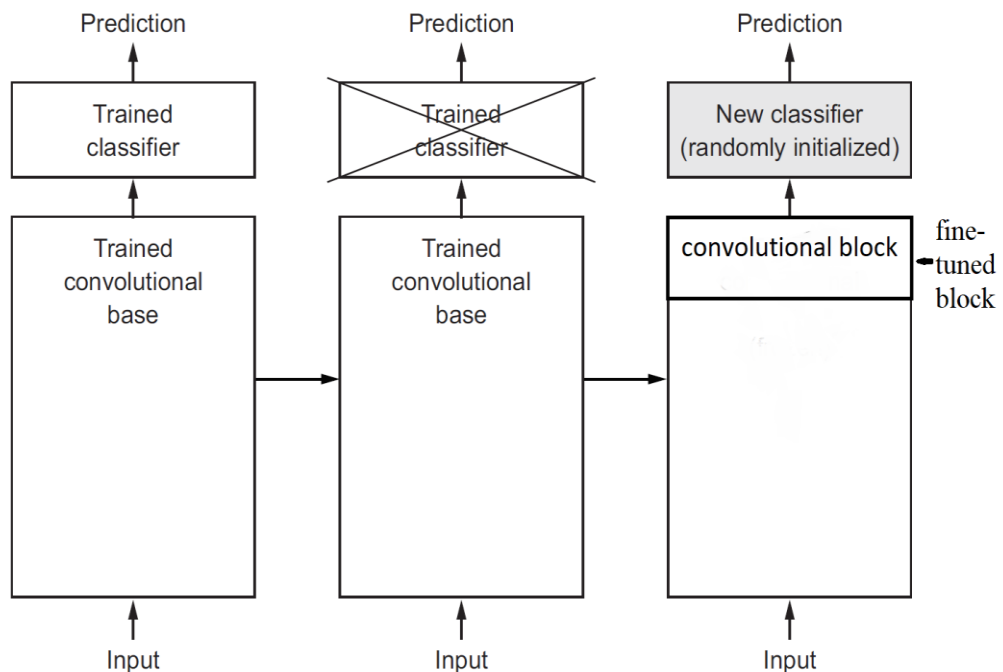 Prediction
Trained
classifier
Trained
convolutional
base
Input
Prediction
Trained
classifier
Trained
convolutional
base
Input
Prediction
New classifier
(randomly initialized)
convolutional block
fine-
tuned
block
Input